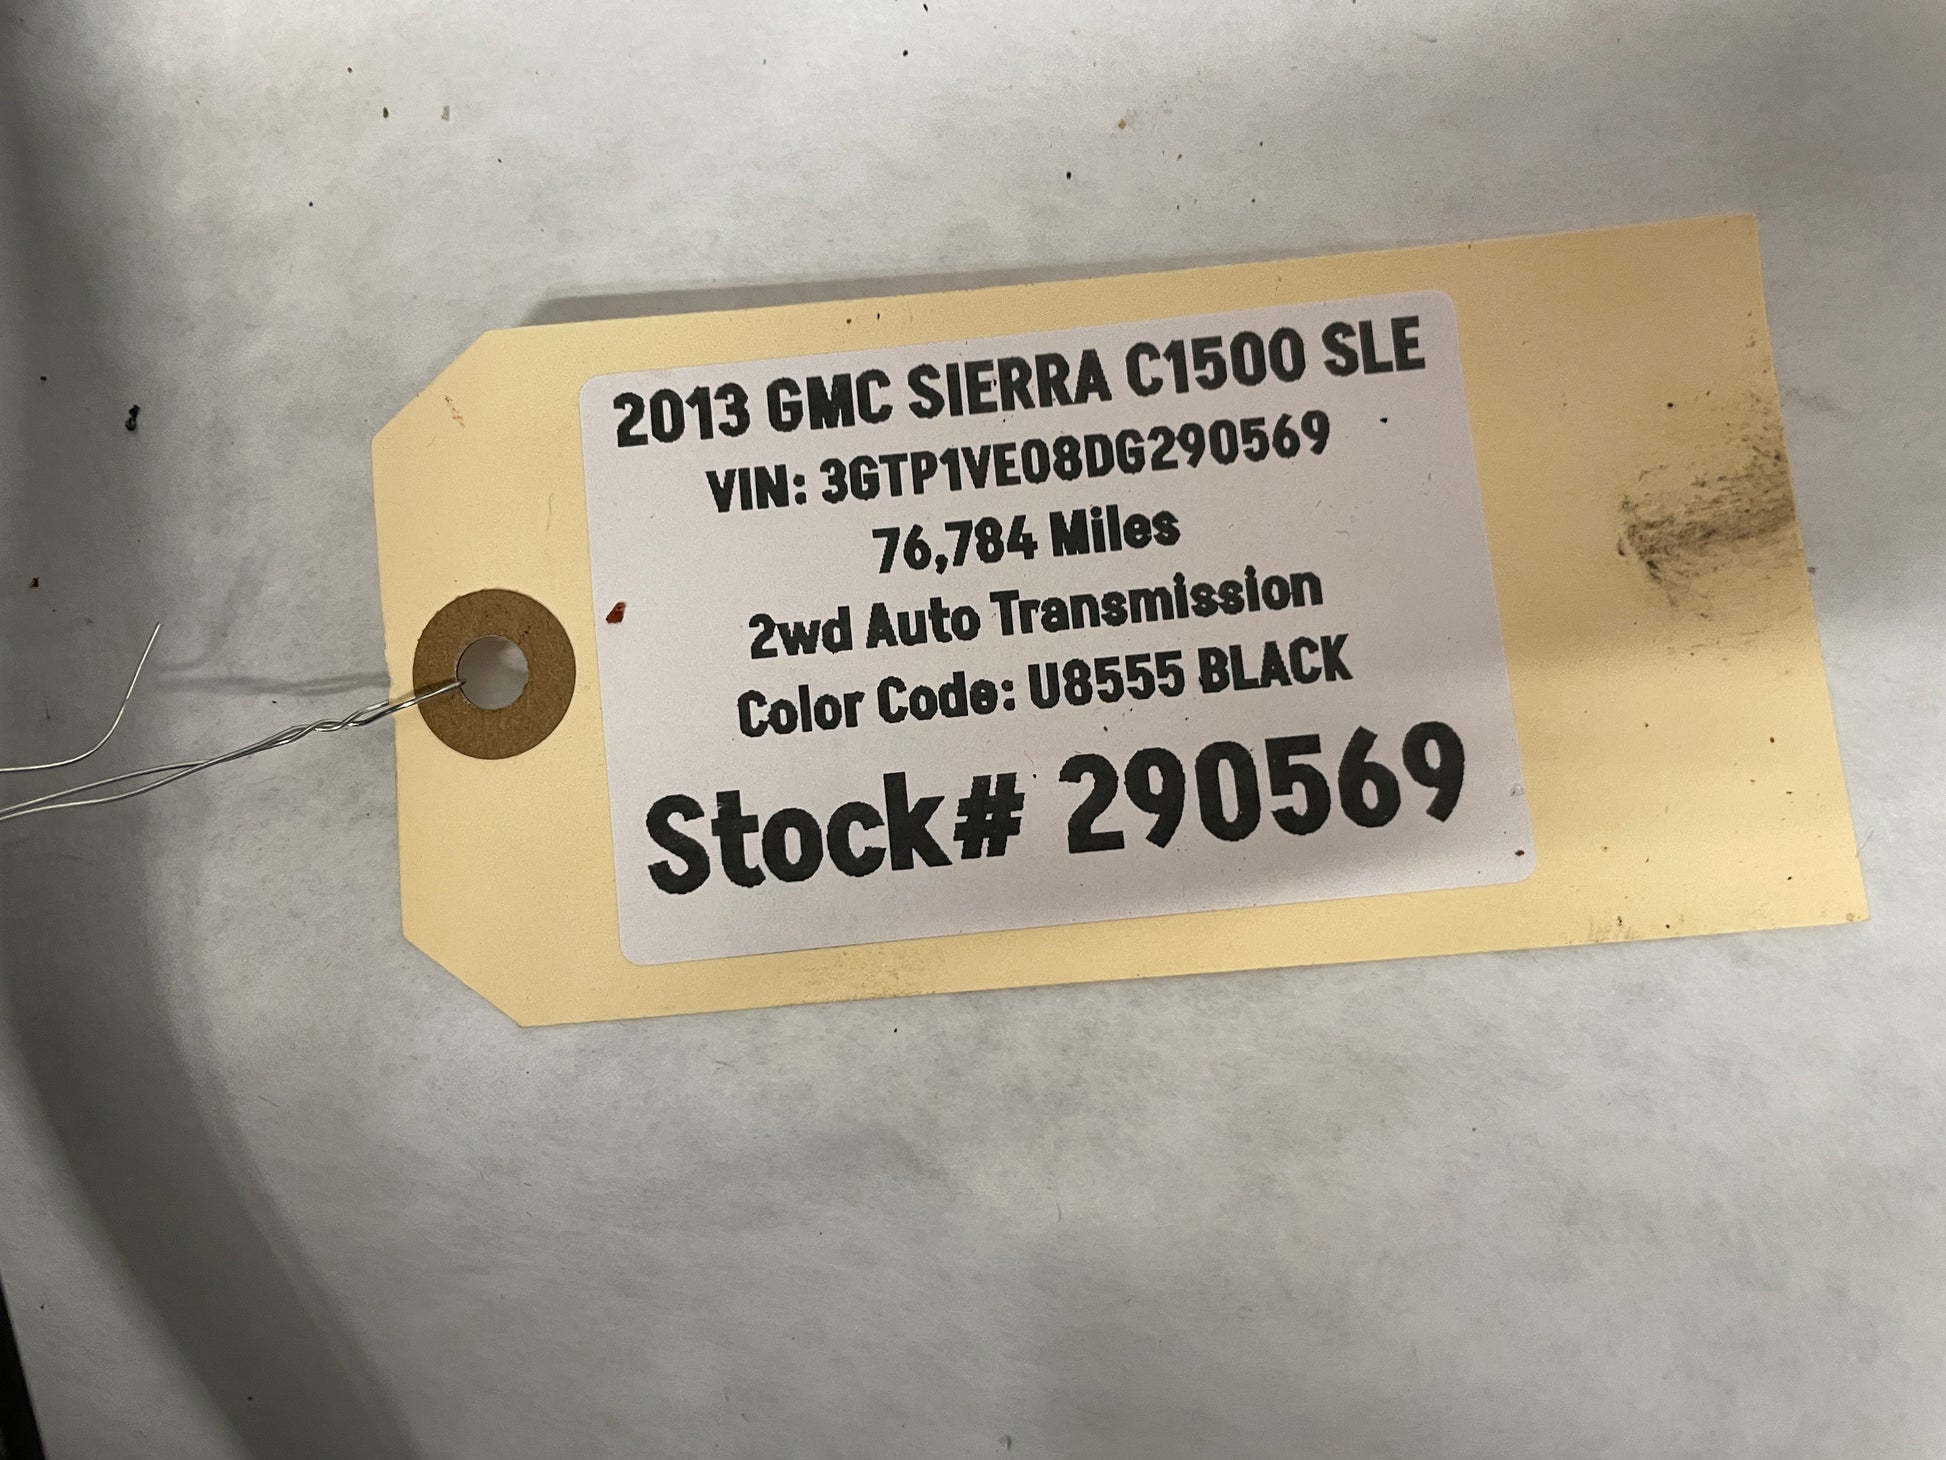 2013 GMC SIERRA C1500 SLE
VIN: 3GTP1VE08DG290569
76,784 Miles
2wd Auto Transmission
Color Code: U8555 BLACK
Stock# 290569